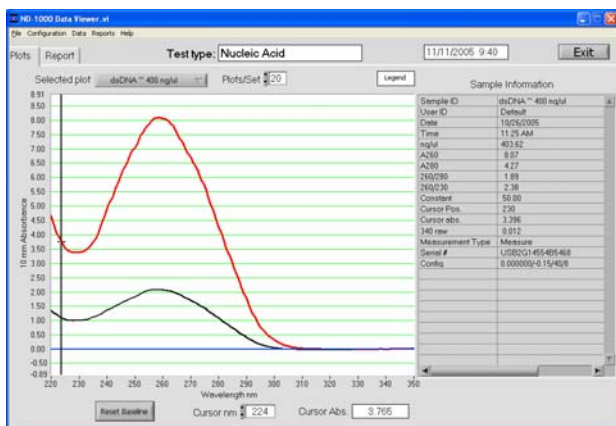 ND-1000 Data Viewer.vi
File Configuration Data Reports Help
Plots Report Test type: Nucleic Acid 11/11/2005 9:40 Exit
Selected plot dsDNA ~ 400 ng/ul Plots/Set 20 Legend
Sample Information
Sample ID dsDNA ~ 400 ng/ul
User ID Default
Date 10/26/2005
Time 11:25 AM
ng/ul 403.62
A260 8.07
A280 4.27
260/280 1.89
260/230 2.38
Constant 50.00
Cursor Pos. 230
Cursor abs. 3.396
340 raw 0.012
Measurement Type Measure
Serial # USB2G14554B5468
Config. 0.000000/-0.15/40/8
10 mm Absorbance
8.91
8.50
8.00
7.50
7.00
6.50
6.00
5.50
5.00
4.50
4.00
3.50
3.00
2.50
2.00
1.50
1.00
0.50
0.00
-0.50
-0.89
220 230 240 250 260 270 280 290 300 310 320 330 340 350
Wavelength nm
Reset Baseline Cursor nm 224 Cursor Abs. 3.765